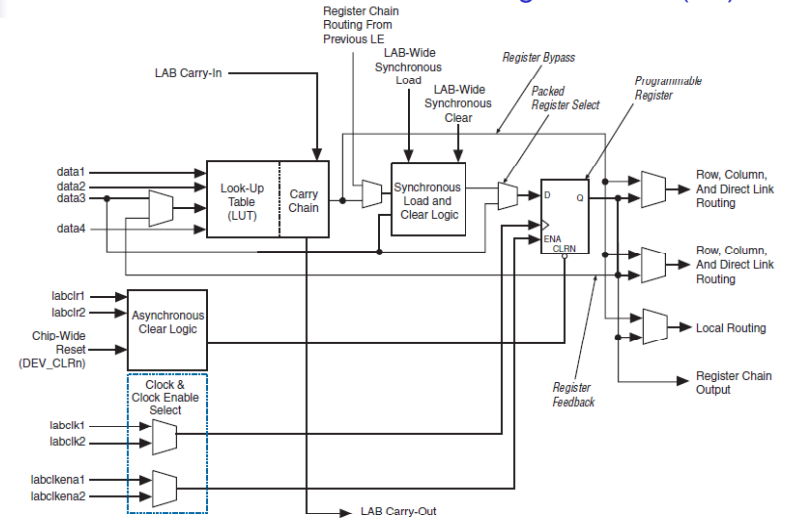 Register Chain
Routing From
Previous LE
LAB-Wide
Synchronous
Load
Register Bypass
LAB Carry-In
LAB-Wide
Synchronous
Clear
Packed
Register Select
Programmable
Register
data1
data2
data3
data4
Look-Up
Table
(LUT)
Carry
Chain
Synchronous
Load and
Clear Logic
D
Q
ENA
CLRN
Row, Column,
And Direct Link
Routing
Row, Column,
And Direct Link
Routing
labclr1
labclr2
Chip-Wide
Reset
(DEV_CLRn)
Asynchronous
Clear Logic
Local Routing
Clock &
Clock Enable
Select
Register
Feedback
Register Chain
Output
labclk1
labclk2
labclkena1
labclkena2
LAB Carry-Out